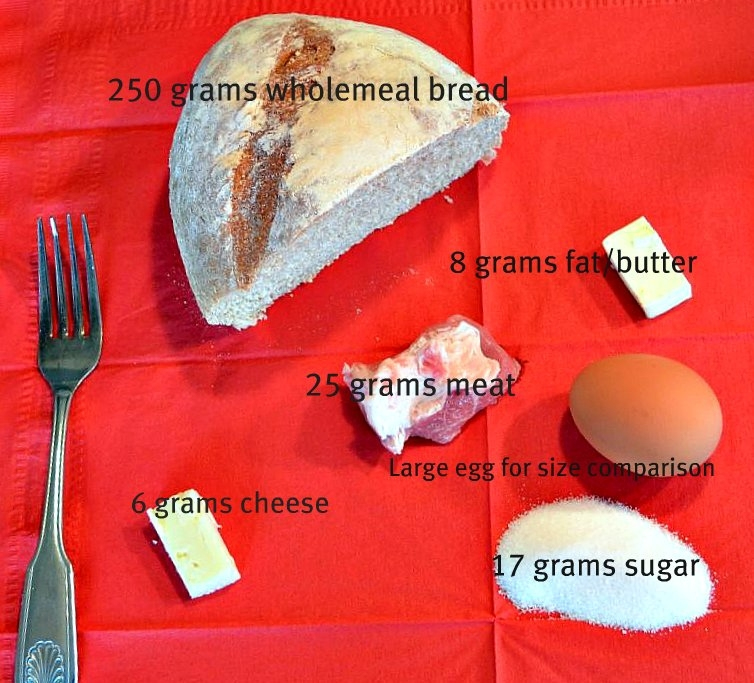 250 grams wholemeal bread
8 grams fat/butter
25 grams meat
Large egg for size comparison
6 grams cheese
17 grams sugar